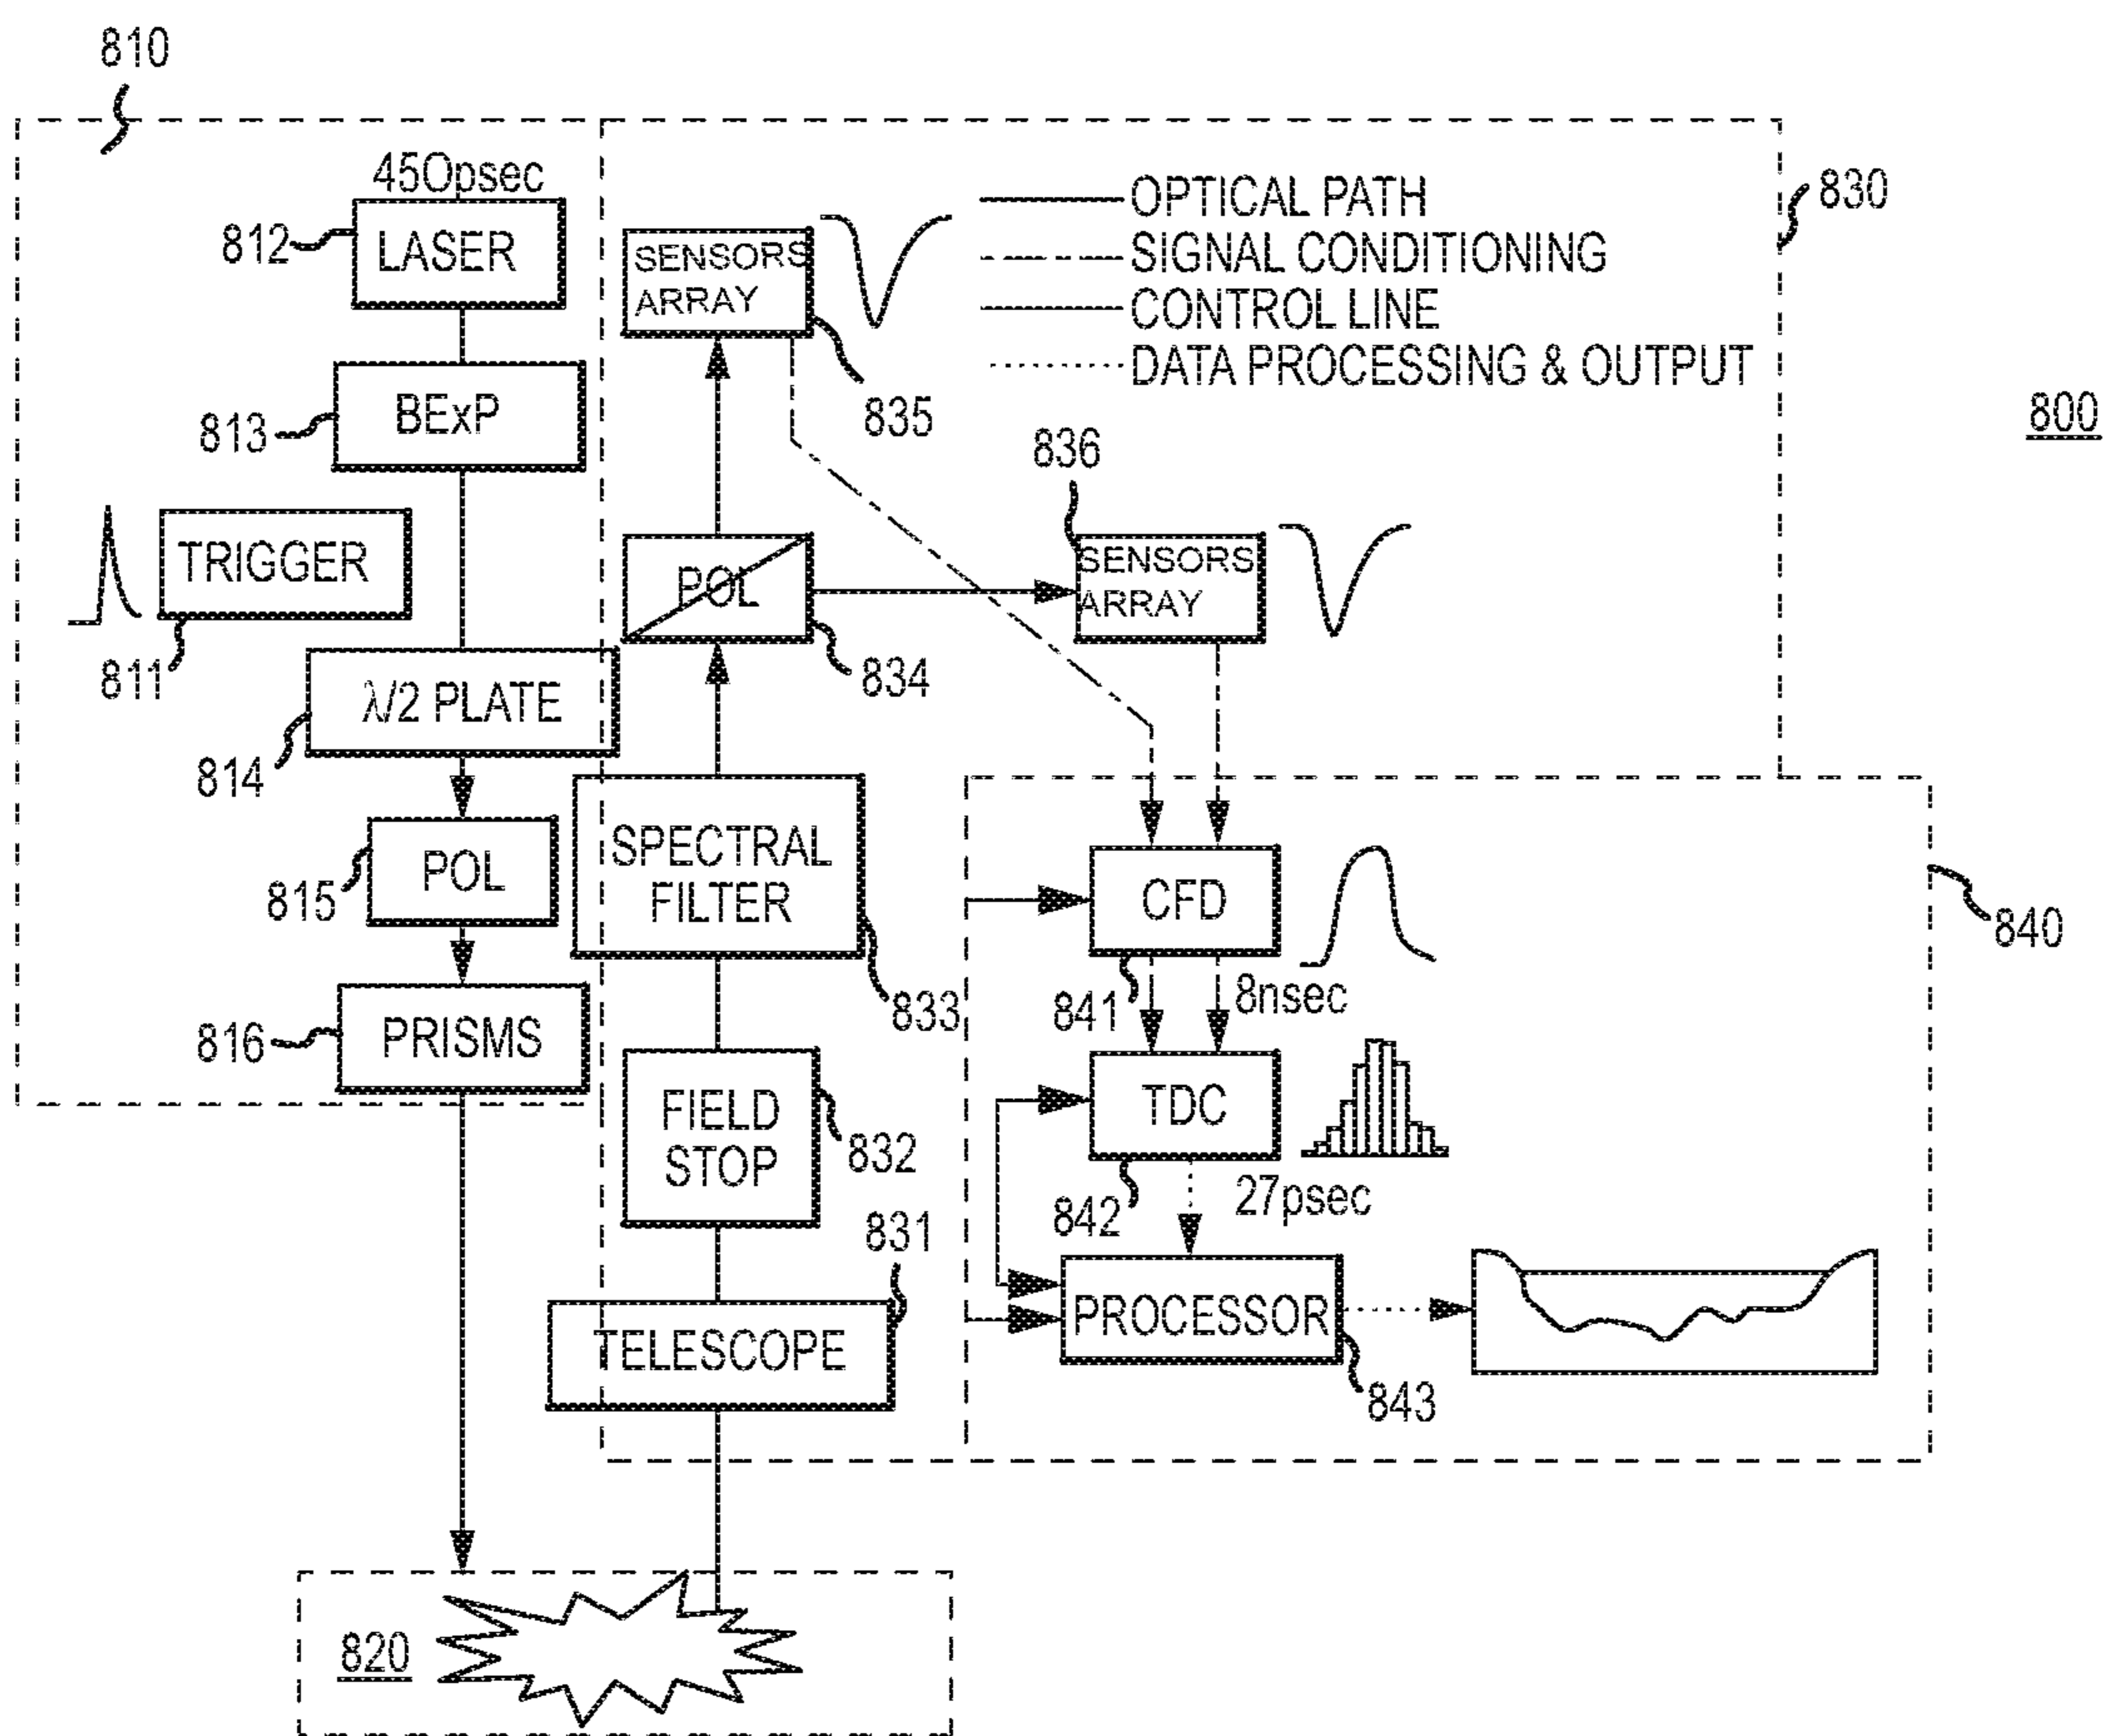 810
45Opsec
812
LASER
813
BExP
TRIGGER
811
λ/2 PLATE
814
815
POL
816
PRISMS
SENSORS
ARRAY
835
OPTICAL PATH
SIGNAL CONDITIONING
CONTROL LINE
DATA PROCESSING & OUTPUT
830
800
836
SENSORS
ARRAY
POL
834
SPECTRAL
FILTER
833
FIELD
STOP
832
831
TELESCOPE
CFD
841
8nsec
840
TDC
842
27psec
PROCESSOR
843
820